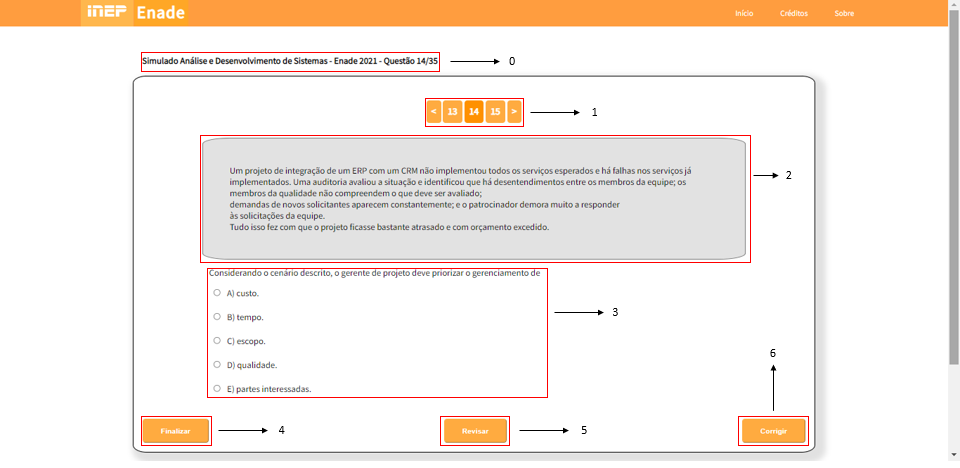 inep Enade
Início Créditos Sobre
Simulado Análise e Desenvolvimento de Sistemas - Enade 2021 - Questão 14/35
0
< 13 14 15 >
1
Um projeto de integração de um ERP com um CRM não implementou todos os serviços esperados e há falhas nos serviços já
implementados. Uma auditoria avaliou a situação e identificou que há desentendimentos entre os membros da equipe; os
membros da qualidade não compreendem o que deve ser avaliado;
demandas de novos solicitantes aparecem constantemente; e o patrocinador demora muito a responder
às solicitações da equipe.
Tudo isso fez com que o projeto ficasse bastante atrasado e com orçamento excedido.
2
Considerando o cenário descrito, o gerente de projeto deve priorizar o gerenciamento de
A) custo.
B) tempo.
C) escopo.
D) qualidade.
E) partes interessadas.
3
6
Finalizar
4
Revisar
5
Corrigir